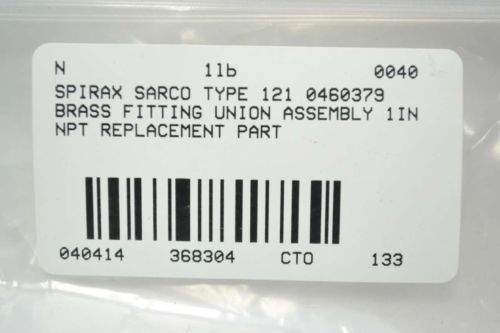 N 1lb 0040
SPIRAX SARCO TYPE 121 0460379
BRASS FITTING UNION ASSEMBLY 1IN
NPT REPLACEMENT PART
040414 368304 CTO 133